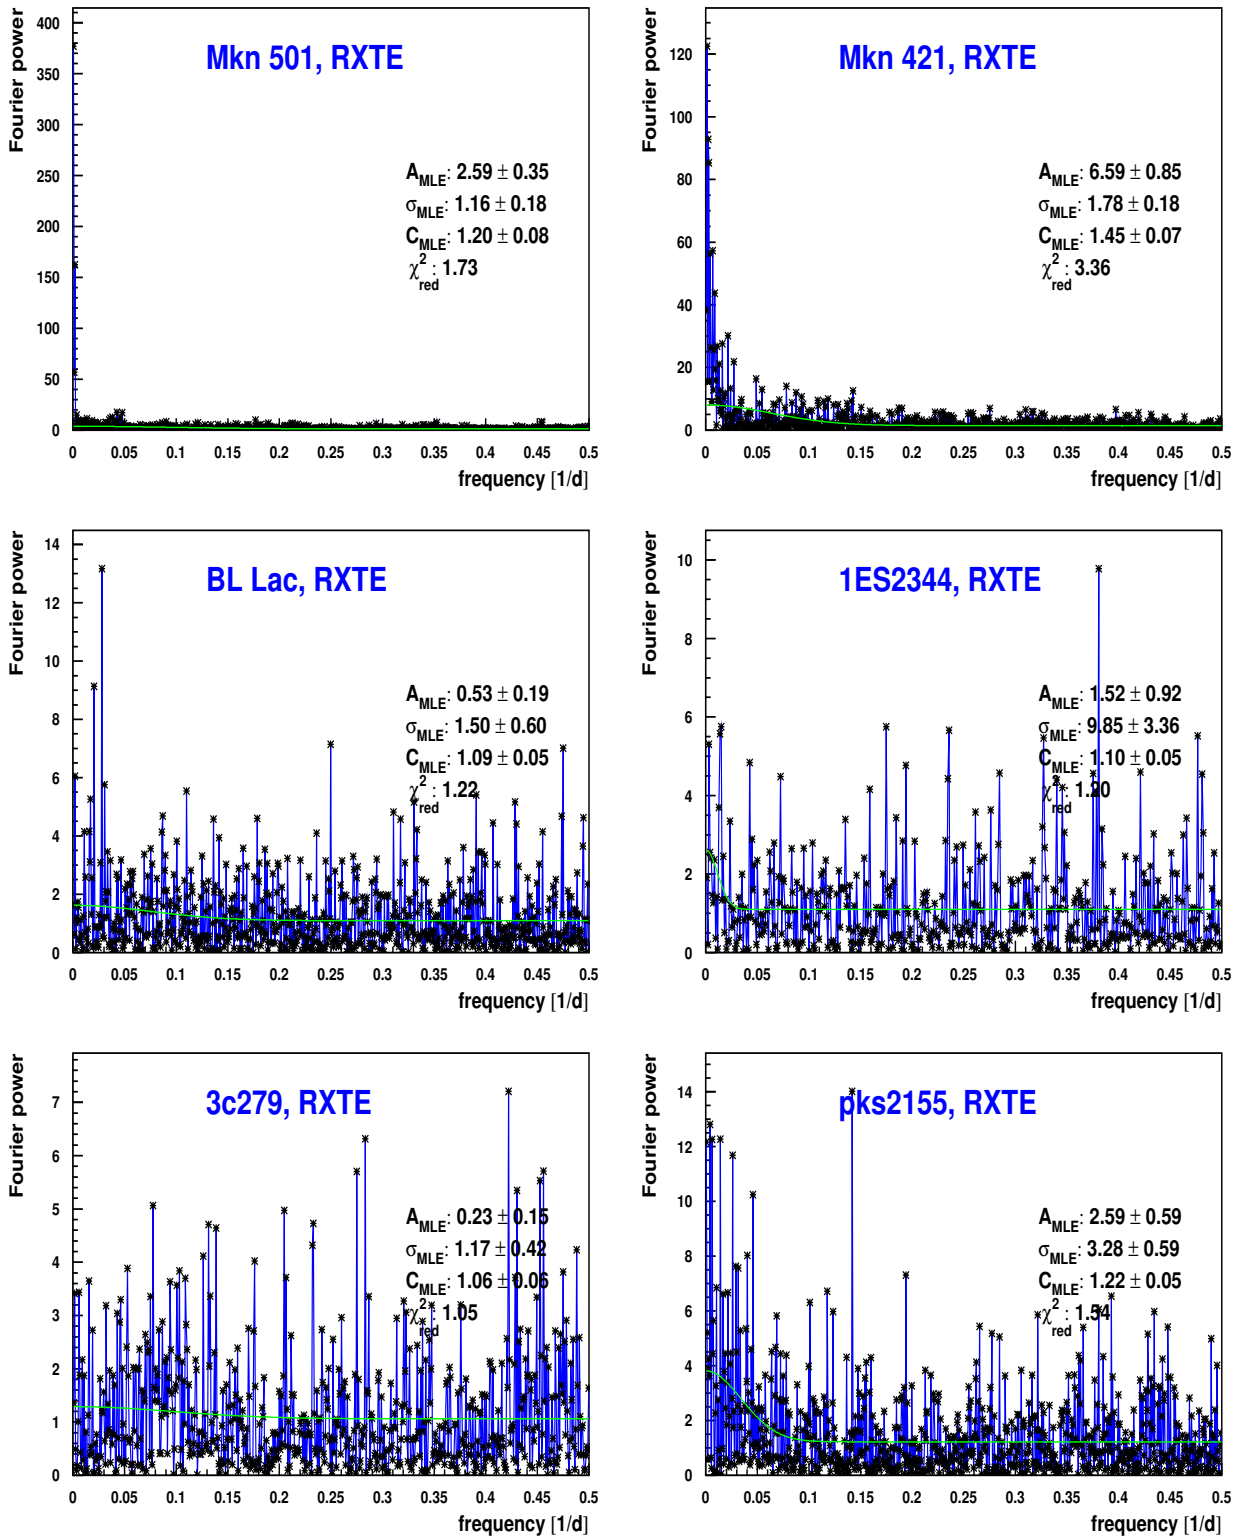 Fourier power
400
350
300
250
200
150
100
50
0
Mkn 501, RXTE
A_MLE: 2.59 ± 0.35
σ_MLE: 1.16 ± 0.18
C_MLE: 1.20 ± 0.08
χ²_red: 1.73
0 0.05 0.1 0.15 0.2 0.25 0.3 0.35 0.4 0.45 0.5
frequency [1/d]
Fourier power
120
100
80
60
40
20
0
Mkn 421, RXTE
A_MLE: 6.59 ± 0.85
σ_MLE: 1.78 ± 0.18
C_MLE: 1.45 ± 0.07
χ²_red: 3.36
0 0.05 0.1 0.15 0.2 0.25 0.3 0.35 0.4 0.45 0.5
frequency [1/d]
Fourier power
14
12
10
8
6
4
2
0
BL Lac, RXTE
A_MLE: 0.53 ± 0.19
σ_MLE: 1.50 ± 0.60
C_MLE: 1.09 ± 0.05
χ²_red: 1.22
0 0.05 0.1 0.15 0.2 0.25 0.3 0.35 0.4 0.45 0.5
frequency [1/d]
Fourier power
10
8
6
4
2
0
1ES2344, RXTE
A_MLE: 1.52 ± 0.92
σ_MLE: 9.85 ± 3.36
C_MLE: 1.10 ± 0.05
χ²_red: 1.20
0 0.05 0.1 0.15 0.2 0.25 0.3 0.35 0.4 0.45 0.5
frequency [1/d]
Fourier power
7
6
5
4
3
2
1
0
3c279, RXTE
A_MLE: 0.23 ± 0.15
σ_MLE: 1.17 ± 0.42
C_MLE: 1.06 ± 0.06
χ²_red: 1.05
0 0.05 0.1 0.15 0.2 0.25 0.3 0.35 0.4 0.45 0.5
frequency [1/d]
Fourier power
14
12
10
8
6
4
2
0
pks2155, RXTE
A_MLE: 2.59 ± 0.59
σ_MLE: 3.28 ± 0.59
C_MLE: 1.22 ± 0.05
χ²_red: 1.54
0 0.05 0.1 0.15 0.2 0.25 0.3 0.35 0.4 0.45 0.5
frequency [1/d]